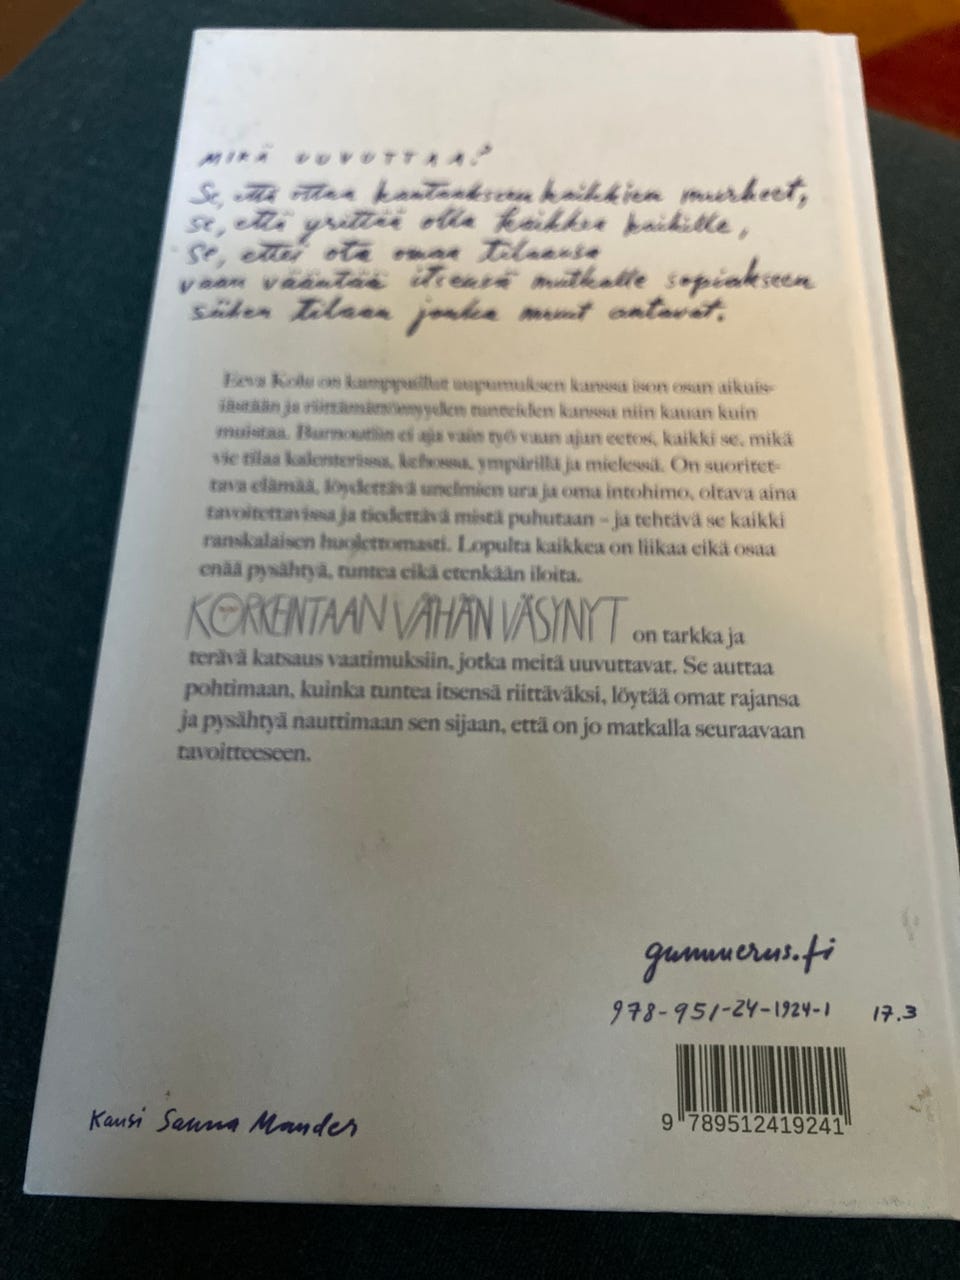 MIKÄ UUVUTTAA?
Se, että ottaa kantaakseen kaikkien murheet,
se, että yrittää olla kaikkea kaikille,
se, ettei ota omaa tilaansa
vaan vääntää itsensä mutkalle sopiakseen
siihen tilaan jonka muut antavat.
Eeva Kolu on kamppaillut uupumuksen kanssa ison osan aikuis-
iästään ja riittämättömyyden tunteiden kanssa niin kauan kuin
muistaa. Burnoutiin ei aja vain työ vaan ajan eetos, kaikki se, mikä
vie tilaa kalenterissa, kehossa, ympärillä ja mielessä. On suoritet-
tava elämää, löydettävä unelmien ura ja oma intohimo, oltava aina
tavoitettavissa ja tiedettävä mistä puhutaan – ja tehtävä se kaikki
ranskalaisen huolettomasti. Lopulta kaikkea on liikaa eikä osaa
enää pysähtyä, tuntea eikä etenkään iloita.
KORKEINTAAN VÄHÄN VÄSYNYT on tarkka ja
terävä katsaus vaatimuksiin, jotka meitä uuvuttavat. Se auttaa
pohtimaan, kuinka tuntea itsensä riittäväksi, löytää omat rajansa
ja pysähtyä nauttimaan sen sijaan, että on jo matkalla seuraavaan
tavoitteeseen.
gummerus.fi
978-951-24-1924-1 17.3
9 789512 419241
Kansi Sanna Mander